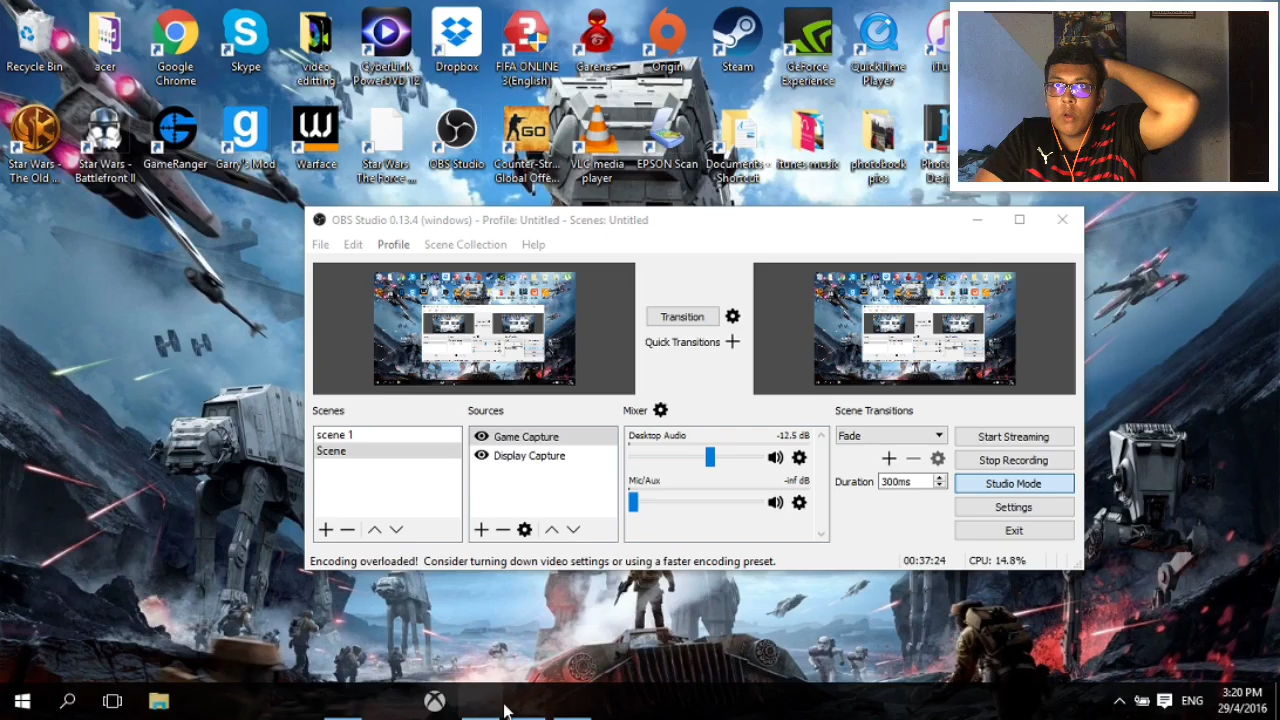 Recycle Bin
acer
Google Chrome
Skype
video editting
CyberLink PowerDVD 12
Dropbox
FIFA ONLINE 3(English)
Garena+
Origin
Steam
GeForce Experience
QuickTime Player
iTu
Star Wars - The Old ...
Star Wars - Battlefront II
GameRanger
Garry's Mod
Warface
Star Wars The Force ...
OBS Studio
Counter-Str... Global Offe...
VLC media player
EPSON Scan
Documents - Shortcut
itunes music
photobook pics
OBS Studio 0.13.4 (windows) - Profile: Untitled - Scenes: Untitled
File Edit Profile Scene Collection Help
Transition
Quick Transitions
Scenes
Sources
Mixer
Scene Transitions
scene 1
Scene
Game Capture
Display Capture
Desktop Audio -12.5 dB
Mic/Aux -inf dB
Fade
Duration 300ms
Start Streaming
Stop Recording
Studio Mode
Settings
Exit
Encoding overloaded! Consider turning down video settings or using a faster encoding preset.
00:37:24
CPU: 14.8%
ENG
3:20 PM
29/4/2016